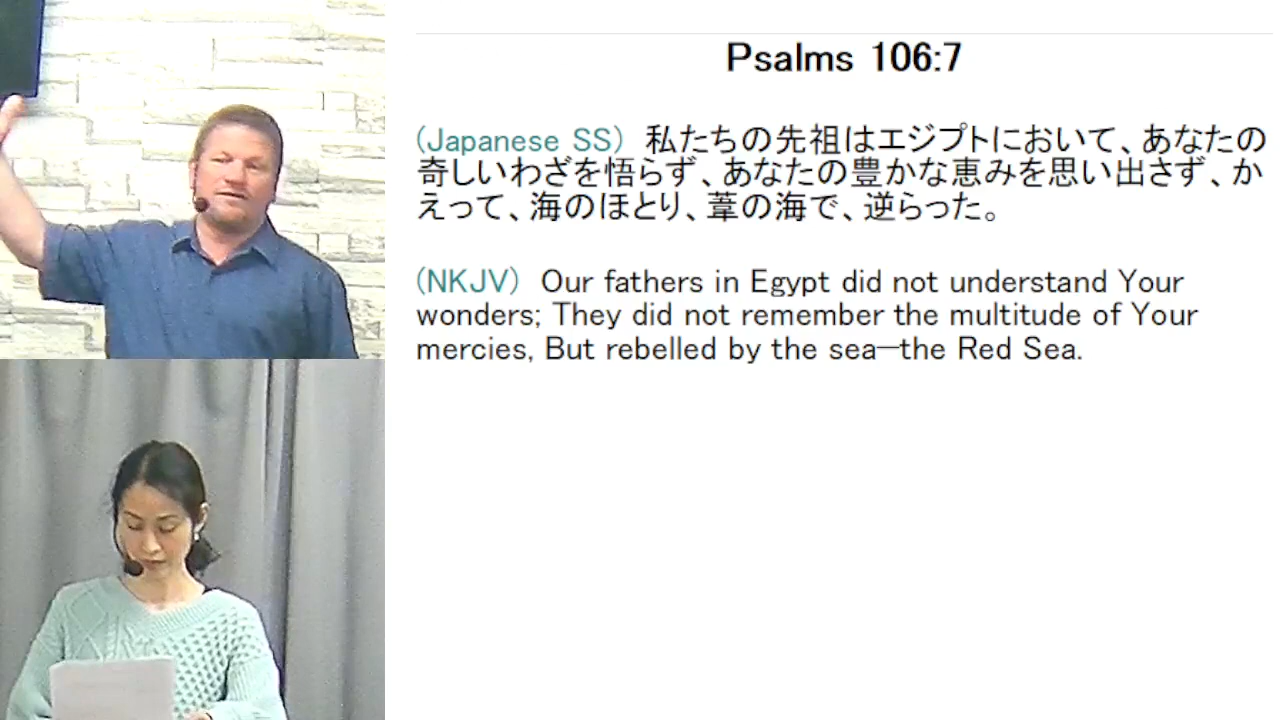 Psalms 106:7
(Japanese SS) 私たちの先祖はエジプトにおいて、あなたの
奇しいわざを悟らず、あなたの豊かな恵みを思い出さず、か
えって、海のほとり、葦の海で、逆らった。
(NKJV) Our fathers in Egypt did not understand Your
wonders; They did not remember the multitude of Your
mercies, But rebelled by the sea—the Red Sea.